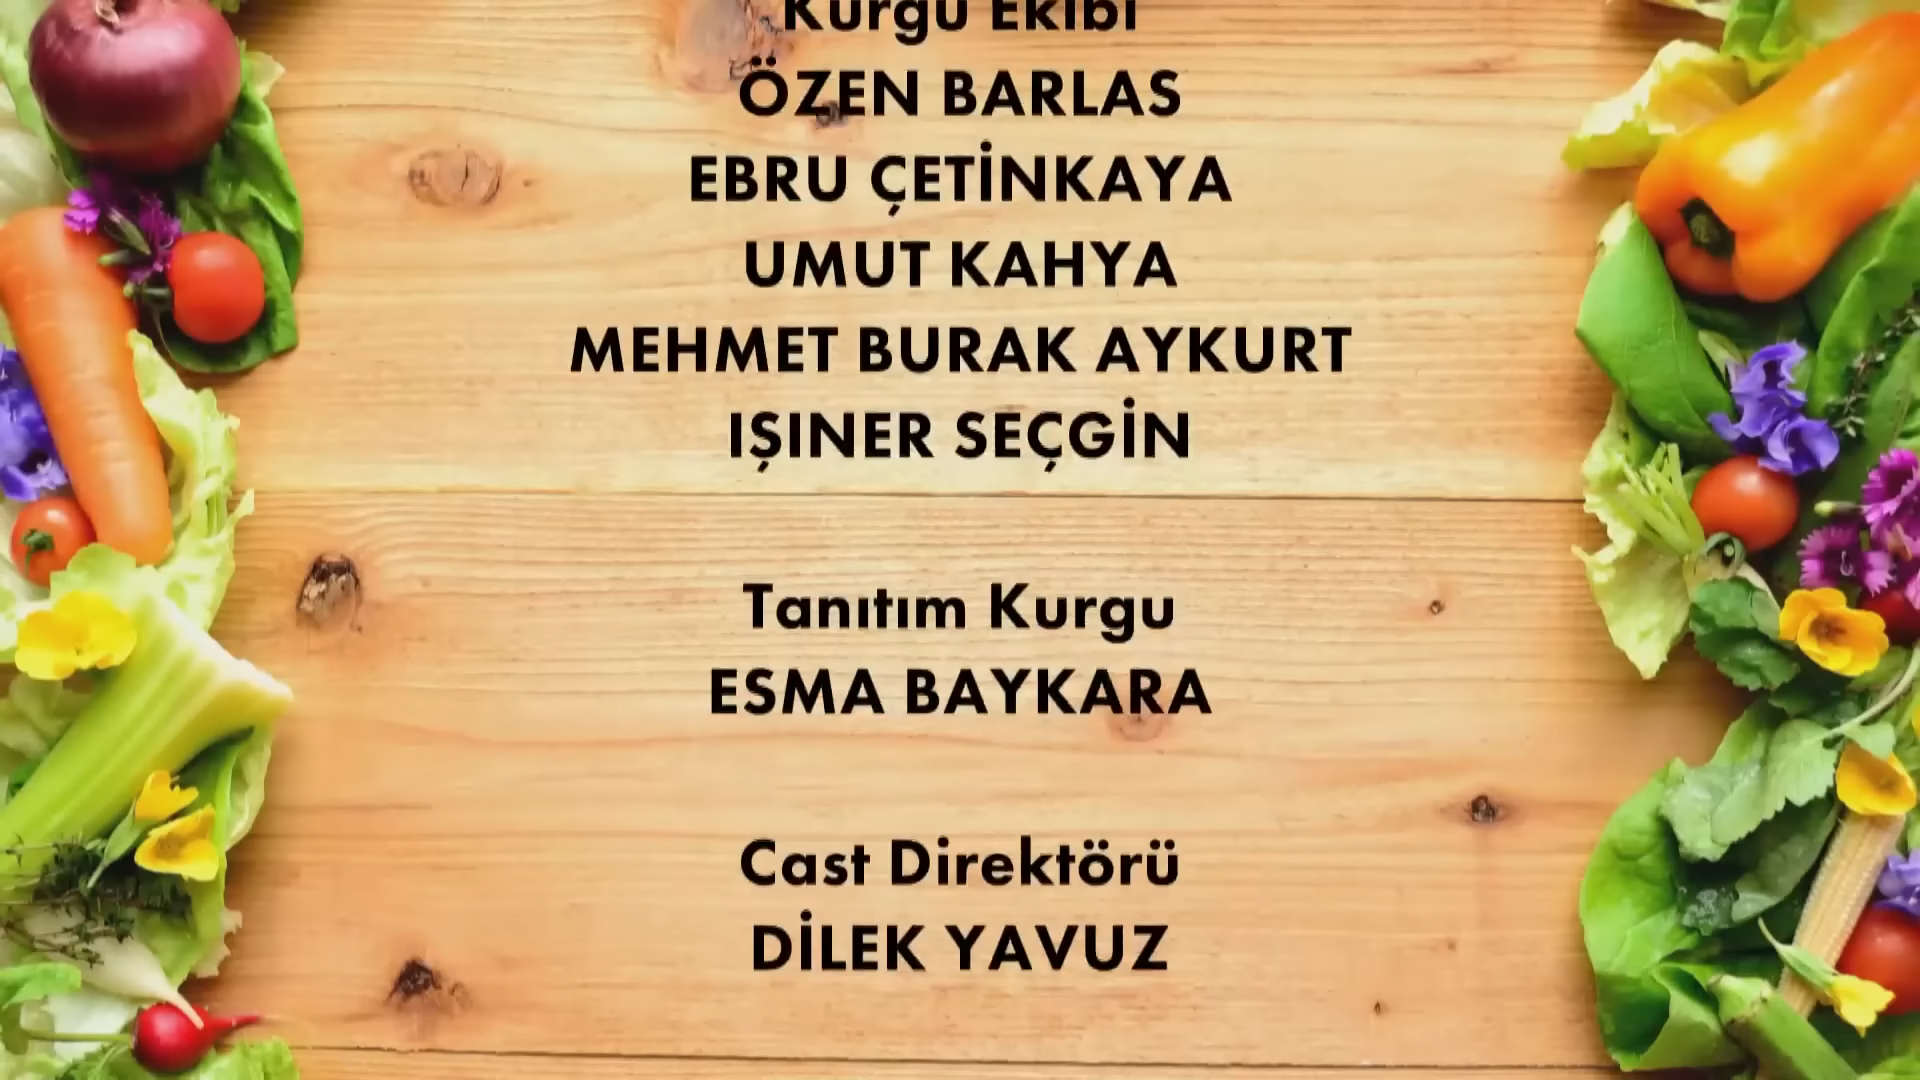 Kurgu Ekibi
ÖZEN BARLAS
EBRU ÇETİNKAYA
UMUT KAHYA
MEHMET BURAK AYKURT
IŞINER SEÇGİN
Tanıtım Kurgu
ESMA BAYKARA
Cast Direktörü
DİLEK YAVUZ